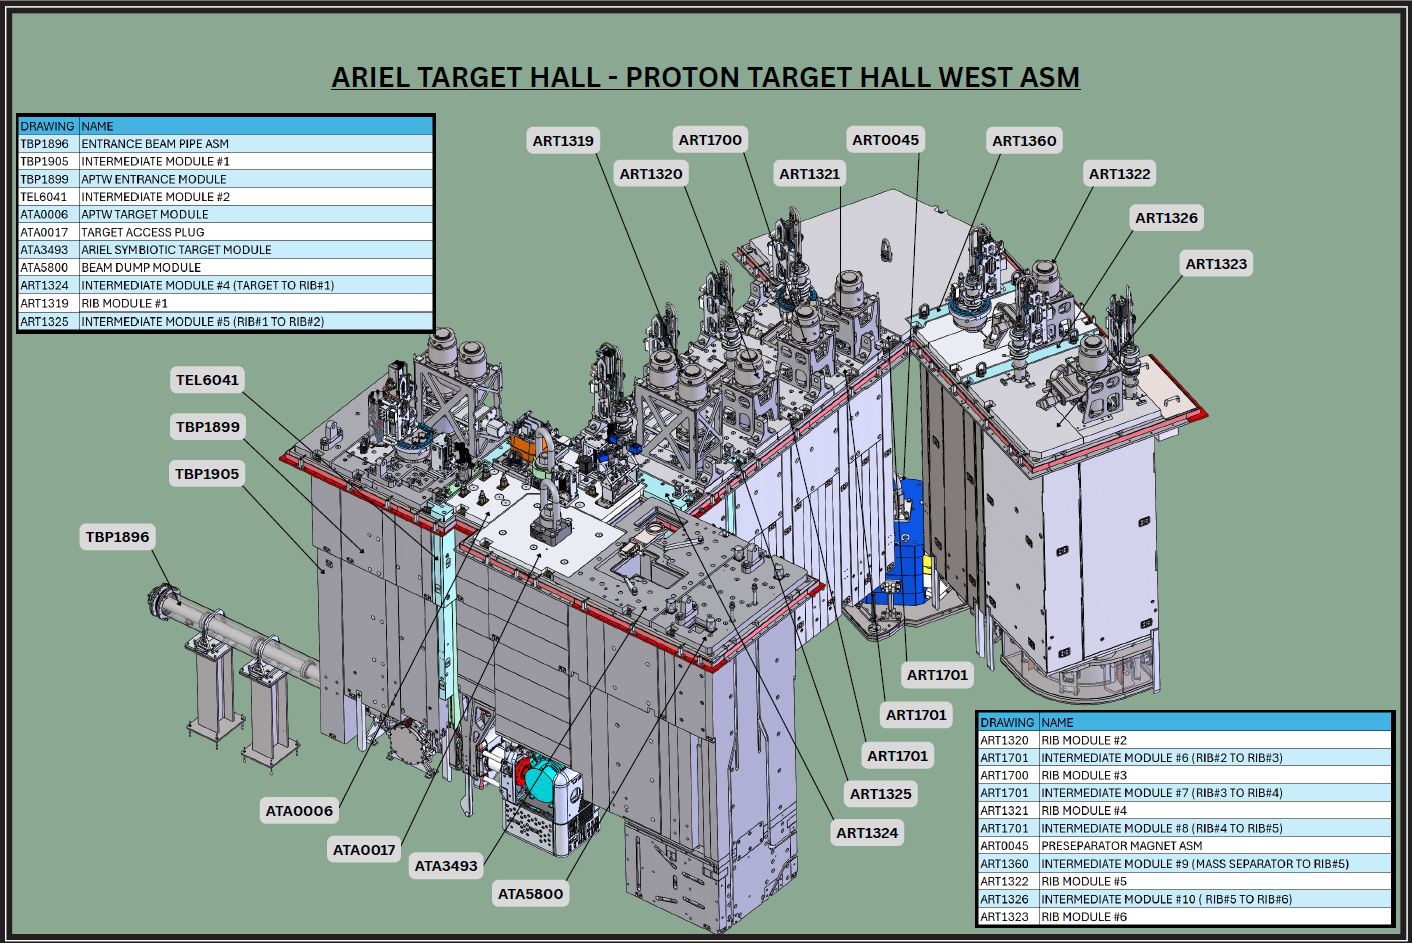 ARIEL TARGET HALL - PROTON TARGET HALL WEST ASM
DRAWING NAME
TBP1896 ENTRANCE BEAM PIPE ASM
TBP1905 INTERMEDIATE MODULE #1
TBP1899 APTW ENTRANCE MODULE
TEL6041 INTERMEDIATE MODULE #2
ATA0006 APTW TARGET MODULE
ATA0017 TARGET ACCESS PLUG
ATA3493 ARIEL SYMBIOTIC TARGET MODULE
ATA5800 BEAM DUMP MODULE
ART1324 INTERMEDIATE MODULE #4 (TARGET TO RIB#1)
ART1319 RIB MODULE #1
ART1325 INTERMEDIATE MODULE #5 (RIB#1 TO RIB#2)
ART1319
ART1700
ART0045
ART1360
ART1320
ART1321
ART1322
ART1326
ART1323
TEL6041
TBP1899
TBP1905
TBP1896
ART1701
ART1701
ART1701
ART1325
ART1324
ATA0006
ATA0017
ATA3493
ATA5800
DRAWING NAME
ART1320 RIB MODULE #2
ART1701 INTERMEDIATE MODULE #6 (RIB#2 TO RIB#3)
ART1700 RIB MODULE #3
ART1701 INTERMEDIATE MODULE #7 (RIB#3 TO RIB#4)
ART1321 RIB MODULE #4
ART1701 INTERMEDIATE MODULE #8 (RIB#4 TO RIB#5)
ART0045 PRESEPARATOR MAGNET ASM
ART1360 INTERMEDIATE MODULE #9 (MASS SEPARATOR TO RIB#5)
ART1322 RIB MODULE #5
ART1326 INTERMEDIATE MODULE #10 ( RIB#5 TO RIB#6)
ART1323 RIB MODULE #6